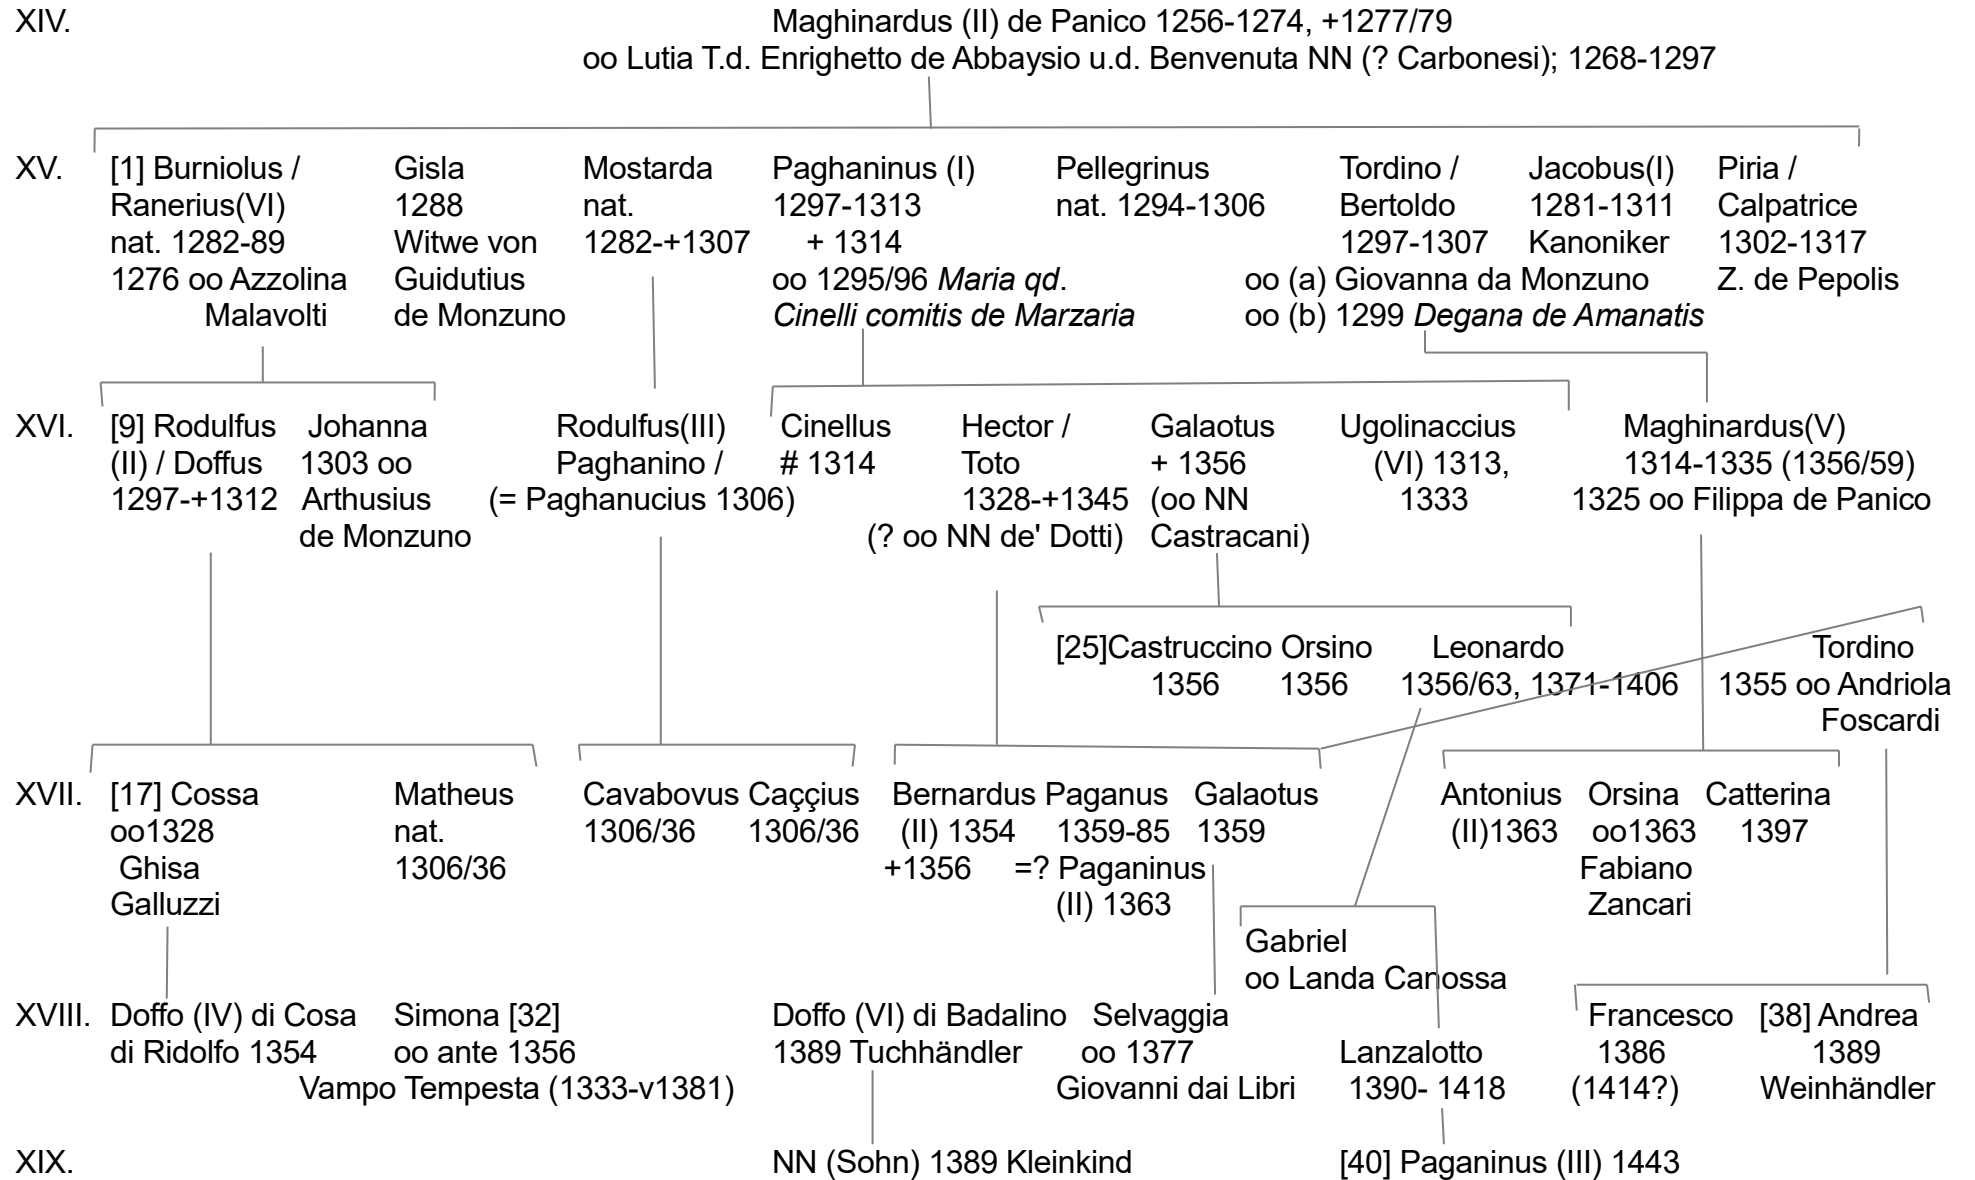 XIV. Maghinardus (II) de Panico 1256-1274, +1277/79
oo Lutia T.d. Enrighetto de Abbaysio u.d. Benvenuta NN (? Carbonesi); 1268-1297
XV. [1] Burniolus / Gisla Mostarda Paghaninus (I) Pellegrinus Tordino / Jacobus(I) Piria /
Ranerius(VI) 1288 nat. 1297-1313 nat. 1294-1306 Bertoldo 1281-1311 Calpatrice
nat. 1282-89 Witwe von 1282-+1307 + 1314 1297-1307 Kanoniker 1302-1317
1276 oo Azzolina Guidutius oo 1295/96 Maria qd. oo (a) Giovanna da Monzuno Z. de Pepolis
Malavolti de Monzuno Cinelli comitis de Marzaria oo (b) 1299 Degana de Amanatis
XVI. [9] Rodulfus Johanna Rodulfus(III) Cinellus Hector / Galaotus Ugolinaccius Maghinardus(V)
(II) / Doffus 1303 oo Paghanino / # 1314 Toto + 1356 (VI) 1313, 1314-1335 (1356/59)
1297-+1312 Arthusius (= Paghanucius 1306) 1328-+1345 (oo NN 1333 1325 oo Filippa de Panico
de Monzuno (? oo NN de' Dotti) Castracani)
[25]Castruccino Orsino Leonardo Tordino
1356 1356 1356/63, 1371-1406 1355 oo Andriola
Foscardi
XVII. [17] Cossa Matheus Cavabovus Caççius Bernardus Paganus Galaotus Antonius Orsina Catterina
oo1328 nat. 1306/36 1306/36 (II) 1354 1359-85 1359 (II)1363 oo1363 1397
Ghisa 1306/36 +1356 =? Paganinus Fabiano
Galluzzi (II) 1363 Zancari
Gabriel
oo Landa Canossa
XVIII. Doffo (IV) di Cosa Simona [32] Doffo (VI) di Badalino Selvaggia Francesco [38] Andrea
di Ridolfo 1354 oo ante 1356 1389 Tuchhändler oo 1377 Lanzalotto 1386 1389
Vampo Tempesta (1333-v1381) Giovanni dai Libri 1390- 1418 (1414?) Weinhändler
XIX. NN (Sohn) 1389 Kleinkind [40] Paganinus (III) 1443